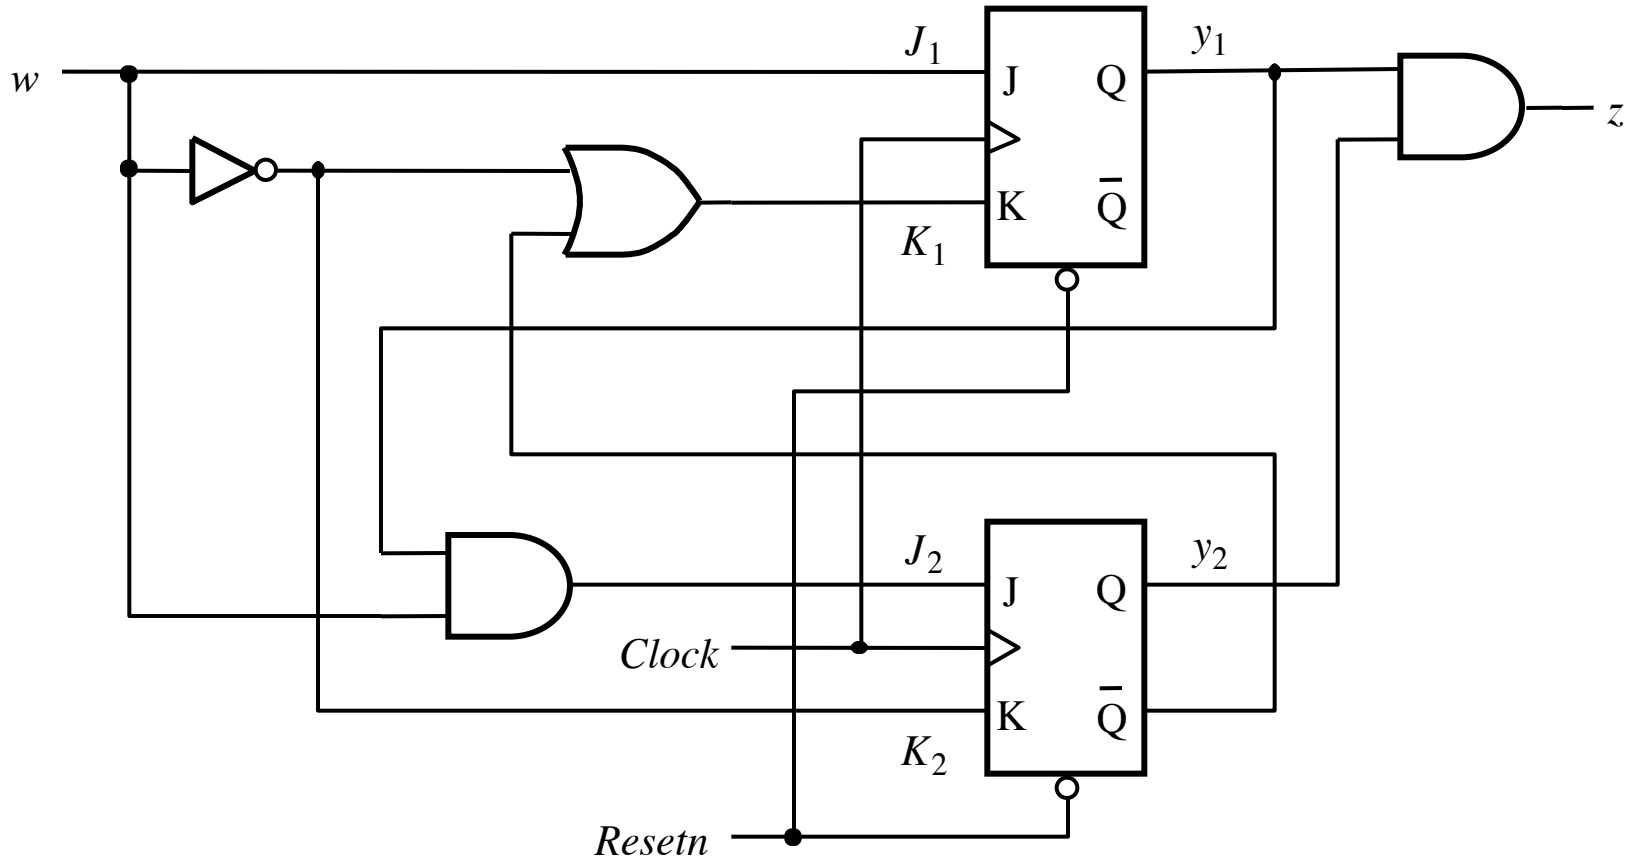 w
J₁
J Q
y₁
z
K Q̅
K₁
J₂
J Q
y₂
Clock
K Q̅
K₂
Resetn